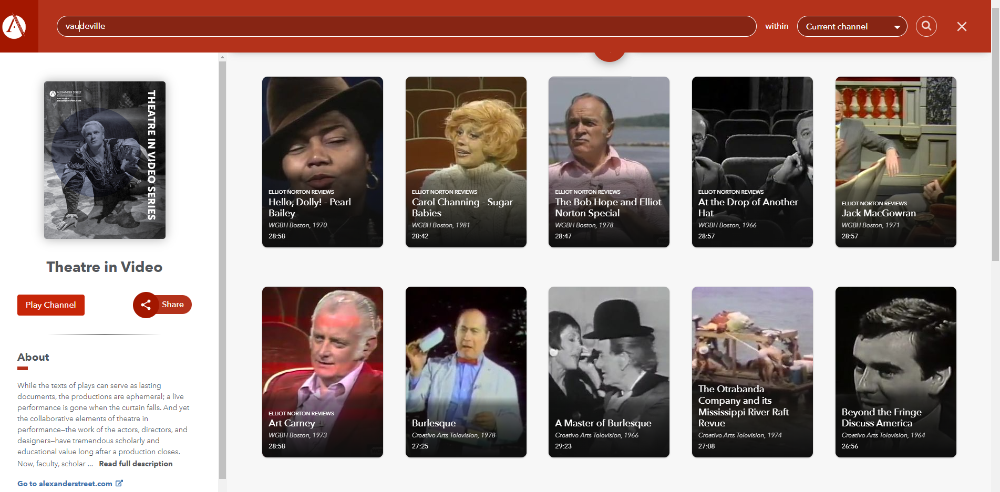 vaudeville
within
Current channel
ALEXANDER STREET
alexanderstreet.com
THEATRE IN VIDEO SERIES
Theatre in Video
Play Channel
Share
About
While the texts of plays can serve as lasting
documents, the productions are ephemeral; a live
performance is gone when the curtain falls. And yet
the collaborative elements of theatre in
performance—the work of the actors, directors, and
designers—have tremendous scholarly and
educational value long after a production closes.
Now, faculty, scholar ... Read full description
Go to alexanderstreet.com
ELLIOT NORTON REVIEWS
Hello, Dolly! - Pearl
Bailey
WGBH Boston, 1970
28:58
ELLIOT NORTON REVIEWS
Carol Channing - Sugar
Babies
WGBH Boston, 1981
28:42
ELLIOT NORTON REVIEWS
The Bob Hope and Elliot
Norton Special
WGBH Boston, 1978
28:47
ELLIOT NORTON REVIEWS
At the Drop of Another
Hat
WGBH Boston, 1966
28:57
ELLIOT NORTON REVIEWS
Jack MacGowran
WGBH Boston, 1971
28:57
ELLIOT NORTON REVIEWS
Art Carney
WGBH Boston, 1973
28:58
Burlesque
Creative Arts Television, 1978
27:25
A Master of Burlesque
Creative Arts Television, 1966
29:23
The Otrabanda
Company and its
Mississippi River Raft
Revue
Creative Arts Television, 1974
27:08
Beyond the Fringe
Discuss America
Creative Arts Television, 1964
26:56